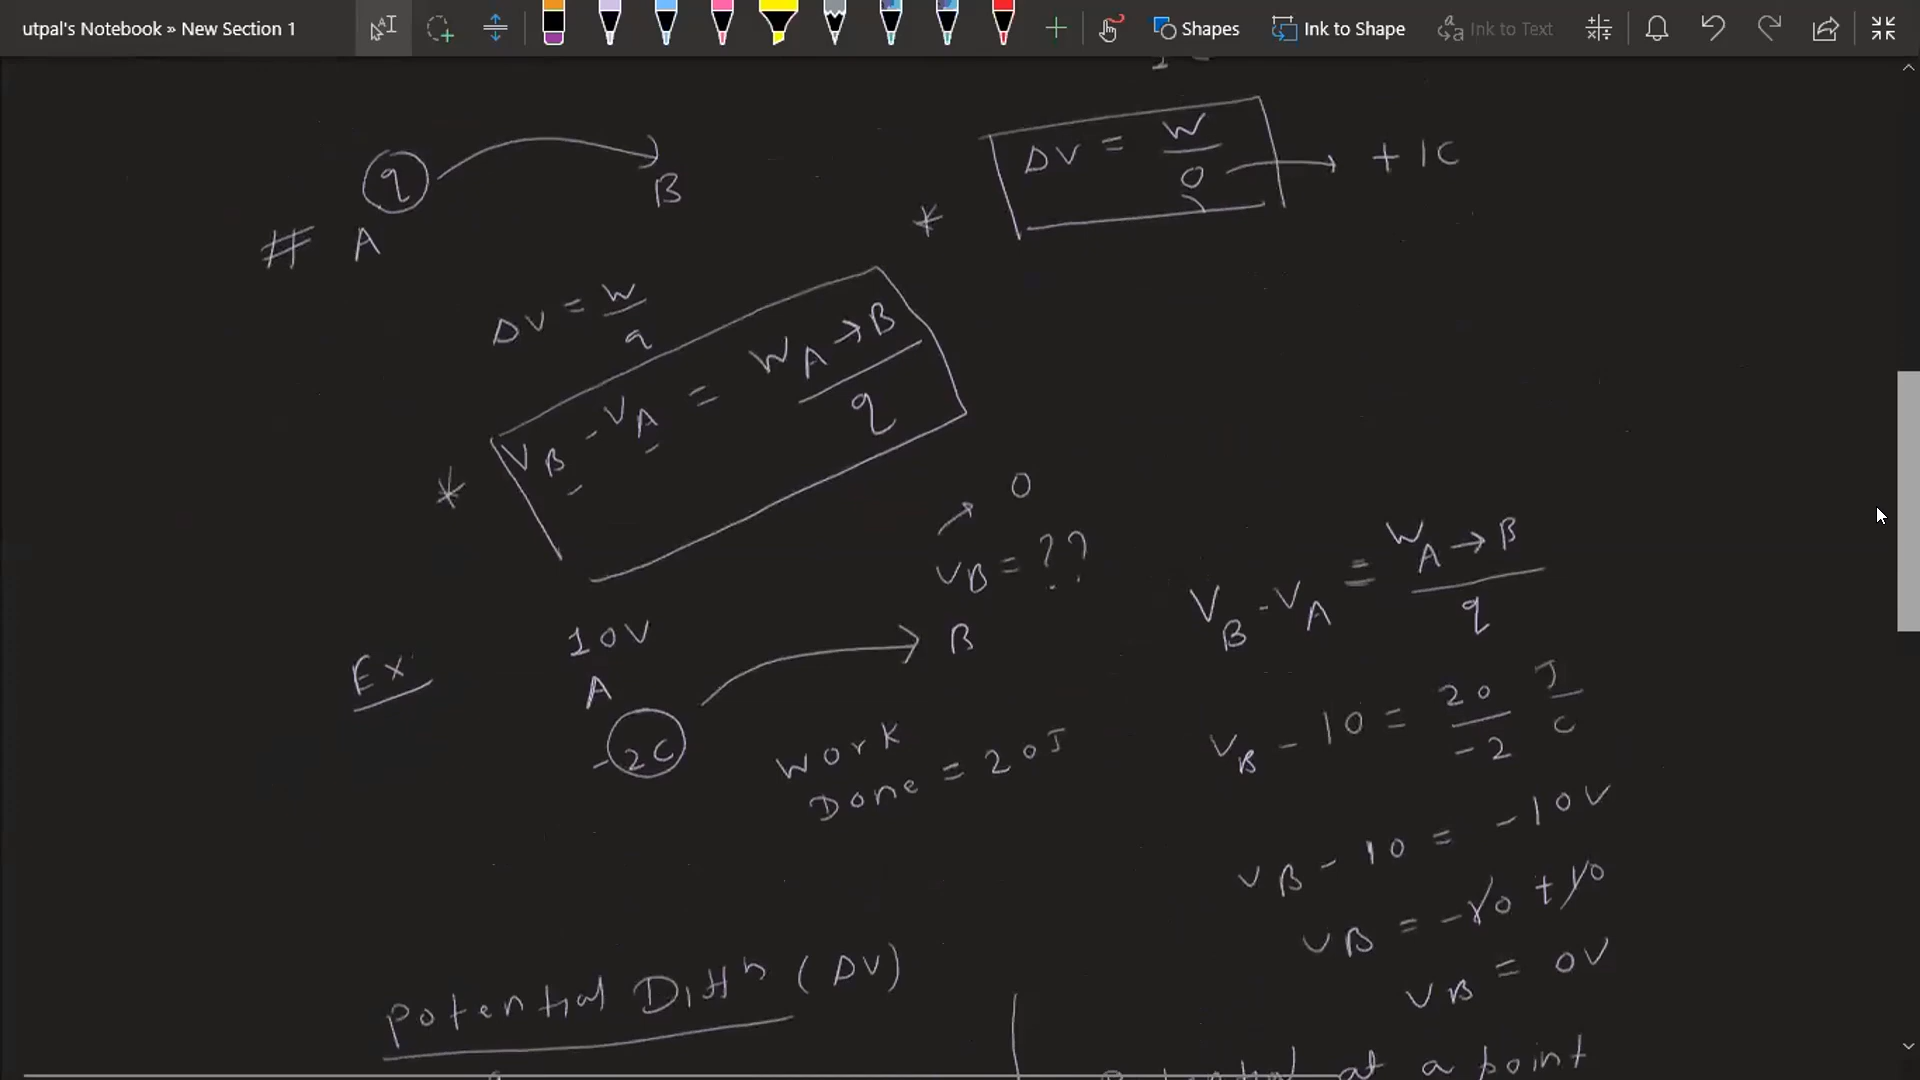 utpal's Notebook » New Section 1
Shapes
Ink to Shape
Ink to Text
q
B
# A
* ΔV = W/Q → +1C
ΔV = W/q
* VB - VA = WA→B/q
Ex.
10V
A
-2C
B
VB = ??
0
Work
Done = 20J
VB - VA = WA→B/q
VB - 10 = 20/-2 J/C
VB - 10 = -10V
VB = -10 + 10
VB = 0V
Potential Diffn (ΔV)
at a point